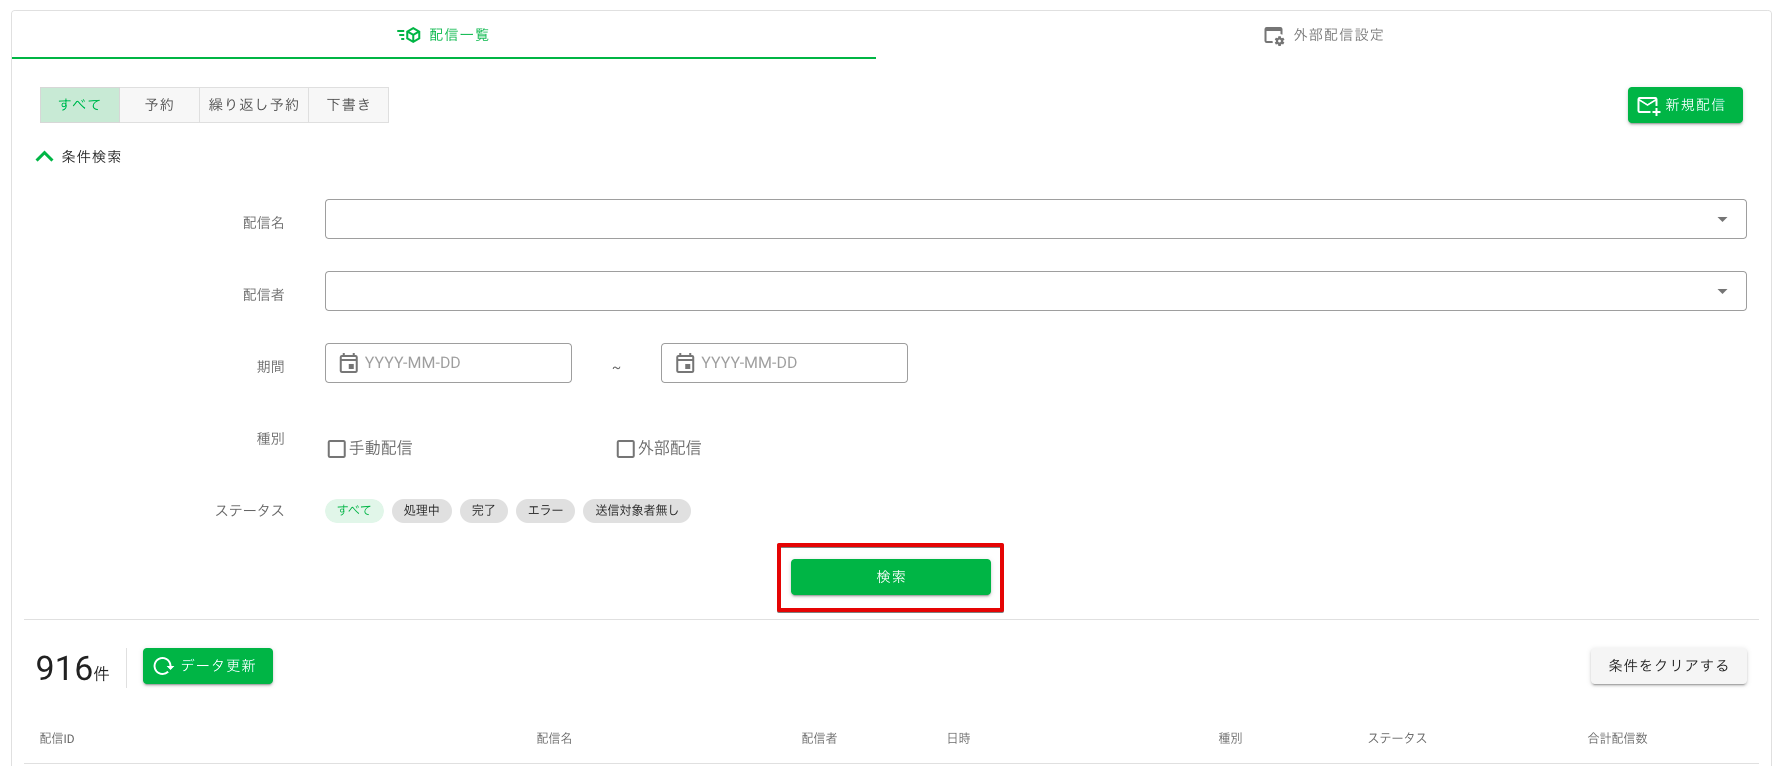 配信一覧
外部配信設定
すべて
予約
繰り返し予約
下書き
新規配信
条件検索
配信名
配信者
期間
YYYY-MM-DD
~
YYYY-MM-DD
種別
手動配信
外部配信
ステータス
すべて
処理中
完了
エラー
送信対象者無し
検索
916件
データ更新
条件をクリアする
配信ID
配信名
配信者
日時
種別
ステータス
合計配信数